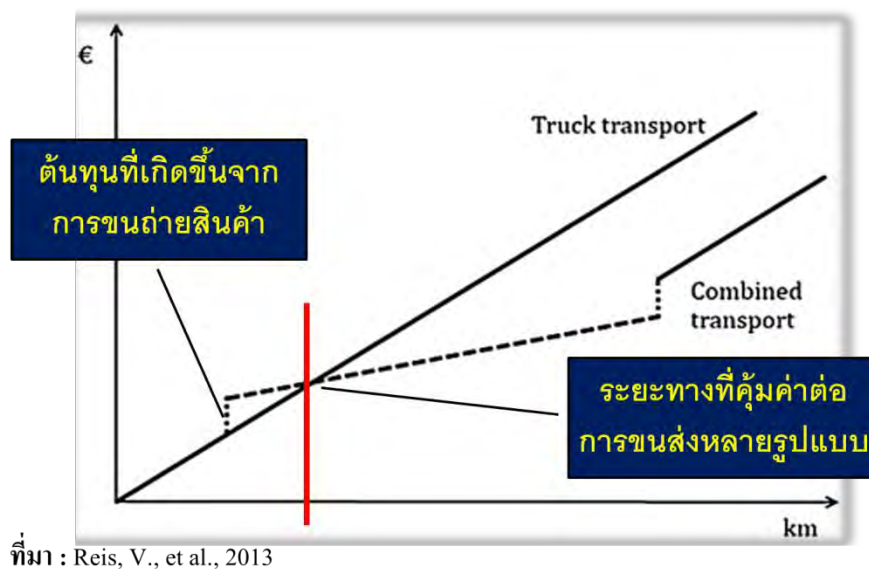 €
Truck transport
ต้นทุนที่เกิดขึ้นจาก
การขนถ่ายสินค้า
Combined
transport
ระยะทางที่คุ้มค่าต่อ
การขนส่งหลายรูปแบบ
km
ที่มา : Reis, V., et al., 2013